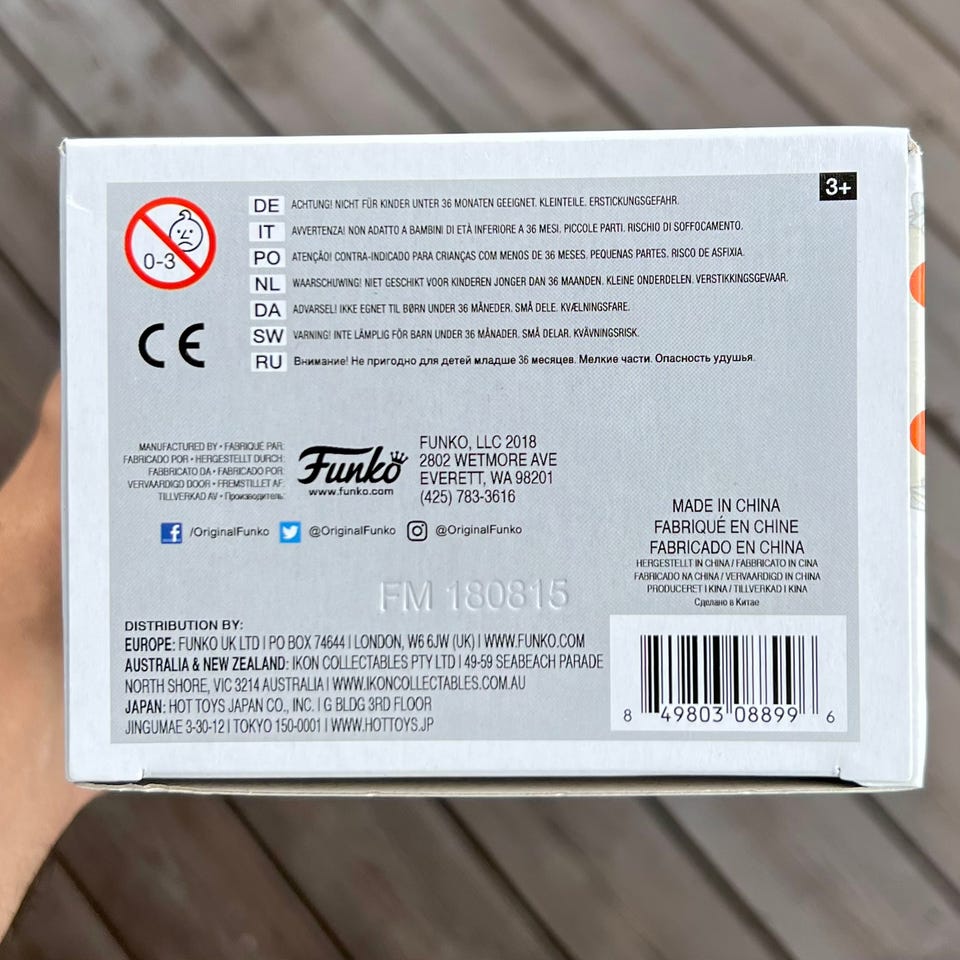 3+
0-3
DE ACHTUNG! NICHT FÜR KINDER UNTER 36 MONATEN GEEIGNET. KLEINTEILE. ERSTICKUNGSGEFAHR.
IT AVVERTENZA! NON ADATTO A BAMBINI DI ETÀ INFERIORE A 36 MESI. PICCOLE PARTI. RISCHIO DI SOFFOCAMENTO.
PO ATENÇÃO! CONTRA-INDICADO PARA CRIANÇAS COM MENOS DE 36 MESES. PEQUENAS PARTES. RISCO DE ASFIXIA.
NL WAARSCHUWING! NIET GESCHIKT VOOR KINDEREN JONGER DAN 36 MAANDEN. KLEINE ONDERDELEN. VERSTIKKINGSGEVAAR.
DA ADVARSEL! IKKE EGNET TIL BØRN UNDER 36 MÅNEDER. SMÅ DELE. KVÆLNINGSFARE.
SW VARNING! INTE LÄMPLIG FÖR BARN UNDER 36 MÅNADER. SMÅ DELAR. KVÄVNINGSRISK.
RU Внимание! Не пригодно для детей младше 36 месяцев. Мелкие части. Опасность удушья.
CE
MANUFACTURED BY • FABRIQUÉ PAR:
FABRICADO POR • HERGESTELLT DURCH:
FABBRICATO DA • FABRICADO POR:
VERVAARDIGD DOOR • FREMSTILLET AF:
TILLVERKAD AV • Производитель:
Funko
www.funko.com
FUNKO, LLC 2018
2802 WETMORE AVE
EVERETT, WA 98201
(425) 783-3616
/OriginalFunko @OriginalFunko @OriginalFunko
MADE IN CHINA
FABRIQUÉ EN CHINE
FABRICADO EN CHINA
HERGESTELLT IN CHINA / FABBRICATO IN CINA
FABRICADO NA CHINA / VERVAARDIGD IN CHINA
PRODUCERET I KINA / TILLVERKAD I KINA
Сделано в Китае
FM 180815
DISTRIBUTION BY:
EUROPE: FUNKO UK LTD | PO BOX 74644 | LONDON, W6 6JW (UK) | WWW.FUNKO.COM
AUSTRALIA & NEW ZEALAND: IKON COLLECTABLES PTY LTD | 49-59 SEABEACH PARADE
NORTH SHORE, VIC 3214 AUSTRALIA | WWW.IKONCOLLECTABLES.COM.AU
JAPAN: HOT TOYS JAPAN CO., INC. | G BLDG 3RD FLOOR
JINGUMAE 3-30-12 | TOKYO 150-0001 | WWW.HOTTOYS.JP
8 49803 08899 6